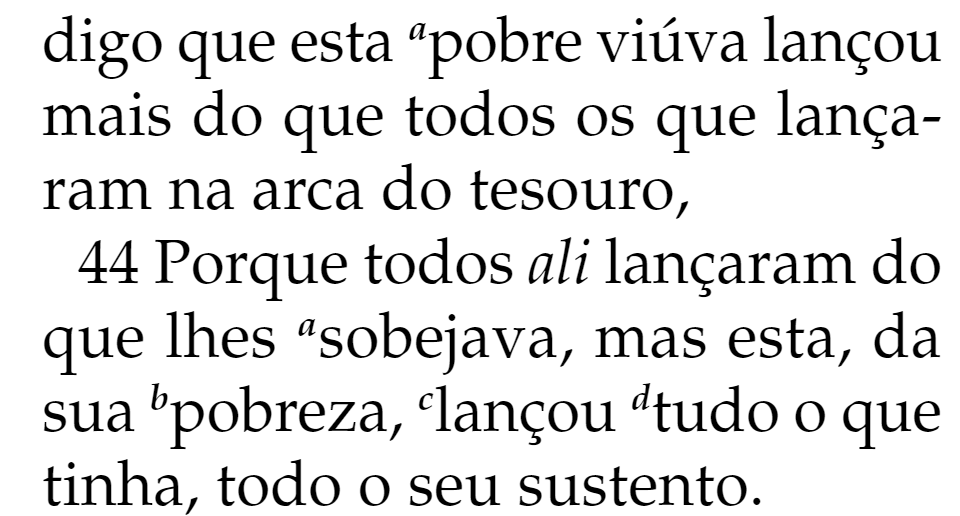 digo que esta ᵃpobre viúva lançou
mais do que todos os que lança-
ram na arca do tesouro,
44 Porque todos ali lançaram do
que lhes ᵃsobejava, mas esta, da
sua ᵇpobreza, ᶜlançou ᵈtudo o que
tinha, todo o seu sustento.